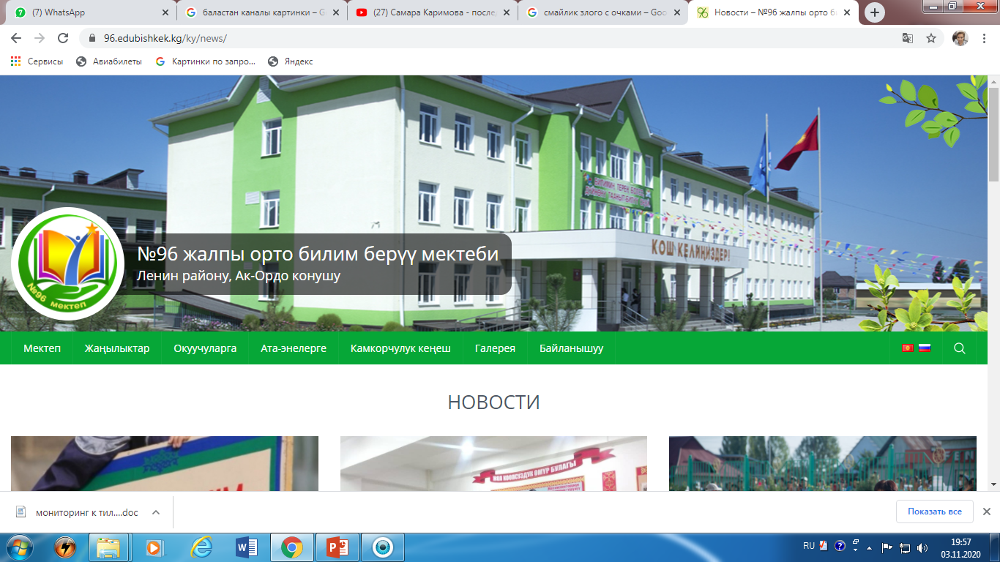 (7) WhatsApp
баластан каналы картинки – G
(27) Самара Каримова - после
смайлик злого с очками – Goo
Новости – №96 жалпы орто б
96.edubishkek.kg/ky/news/
Сервисы
Авиабилеты
Картинки по запро...
Яндекс
КОШ КЕЛИҢИЗДЕР!
№96 жалпы орто билим берүү мектеби
Ленин району, Ак-Ордо конушу
№96 мектеп
Мектеп
Жаңылыктар
Окуучуларга
Ата-энелерге
Камкорчулук кеңеш
Галерея
Байланышуу
НОВОСТИ
мониторинг к тил....doc
Показать все
RU
19:57
03.11.2020